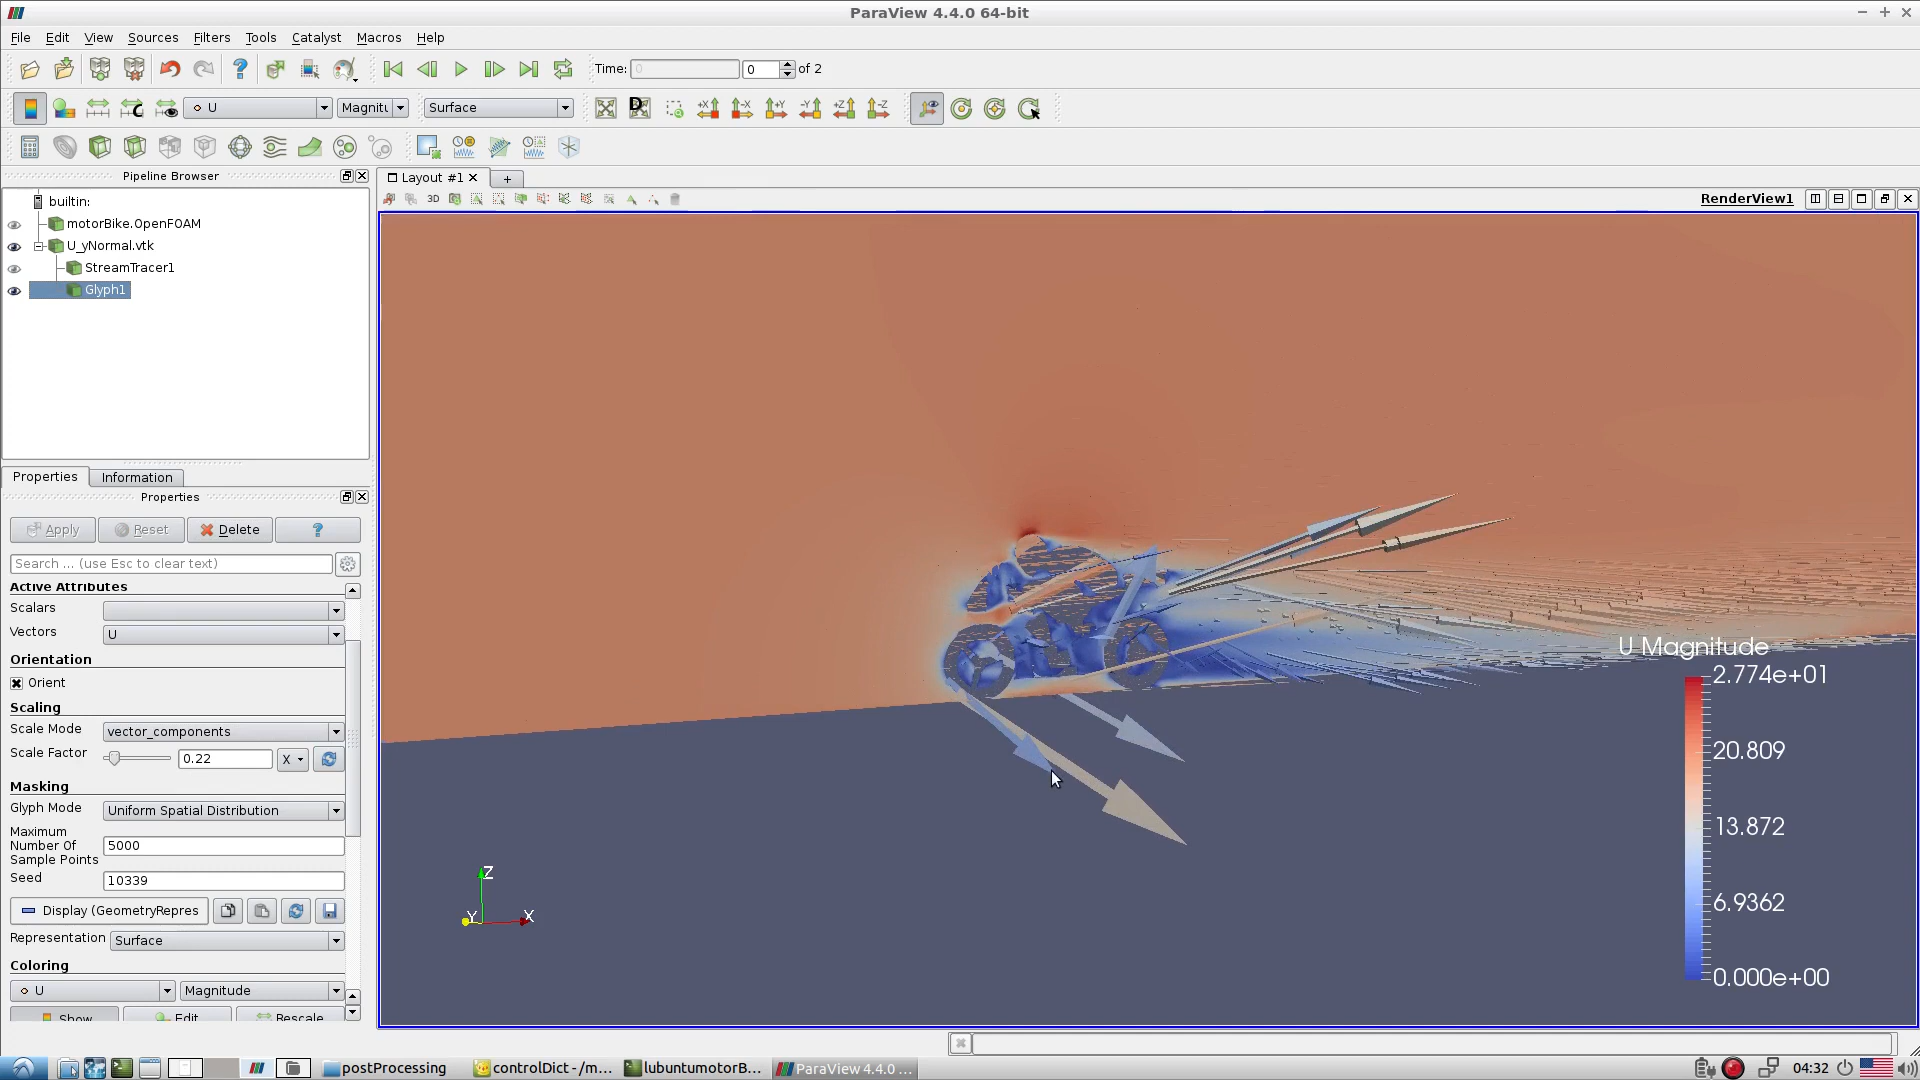 ParaView 4.4.0 64-bit
File Edit View Sources Filters Tools Catalyst Macros Help
Time: 0 0 of 2
U Magnitu Surface
+X -X +Y -Y +Z -Z
Pipeline Browser
Layout #1
3D
RenderView1
builtin:
motorBike.OpenFOAM
U_yNormal.vtk
StreamTracer1
Glyph1
Properties Information
Properties
Apply Reset Delete ?
Search ... (use Esc to clear text)
Active Attributes
Scalars
Vectors U
Orientation
Orient
Scaling
Scale Mode vector_components
Scale Factor 0.22 X
Masking
Glyph Mode Uniform Spatial Distribution
Maximum
Number Of
Sample Points 5000
Seed 10339
Display (GeometryRepres
Representation Surface
Coloring
U Magnitude
Show Edit Rescale
U Magnitude
2.774e+01
20.809
13.872
6.9362
0.000e+00
Z
Y X
postProcessing controlDict - /m... lubuntumotorB... ParaView 4.4.0 ... 04:32